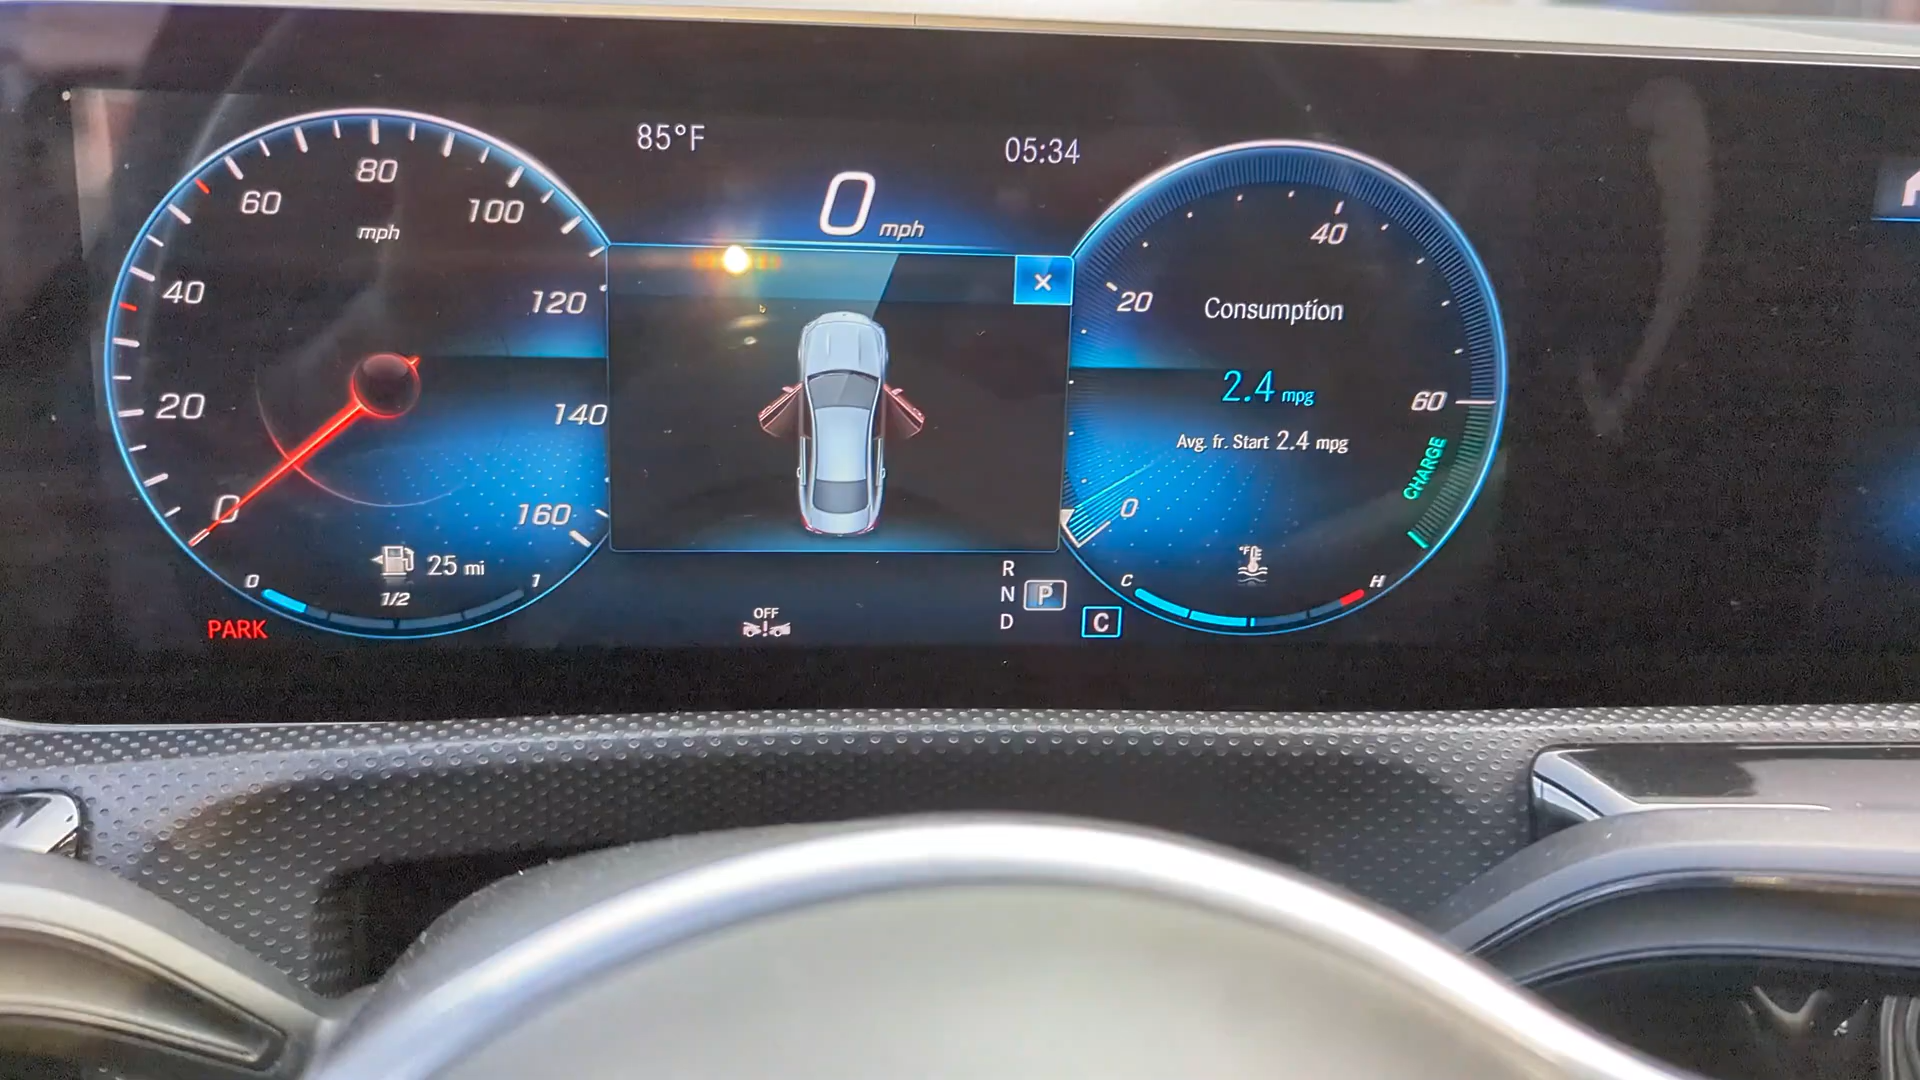 85°F
05:34
0 mph
0
20
40
60
80
100
120
140
160
mph
25 mi
0
1/2
1
PARK
×
OFF
R
N
D
P
C
0
20
40
60
Consumption
2.4 mpg
Avg. fr. Start 2.4 mpg
CHARGE
°F
C
H